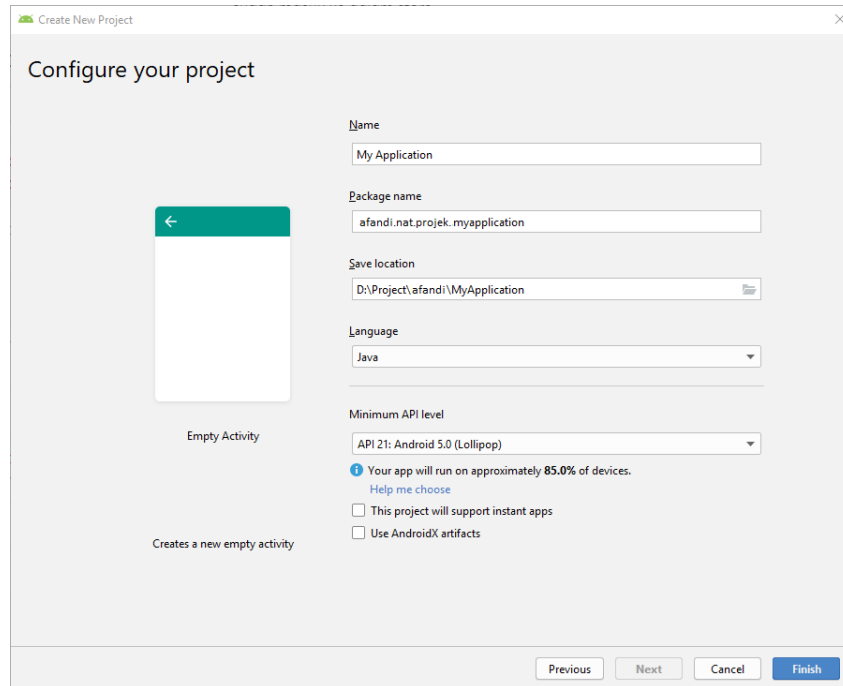 Create New Project
Configure your project
Name
My Application
Package name
afandi.nat.projek.myapplication
Save location
D:\Project\afandi\MyApplication
Language
Java
Empty Activity
Minimum API level
API 21: Android 5.0 (Lollipop)
Your app will run on approximately 85.0% of devices.
Help me choose
This project will support instant apps
Use AndroidX artifacts
Creates a new empty activity
Previous
Next
Cancel
Finish